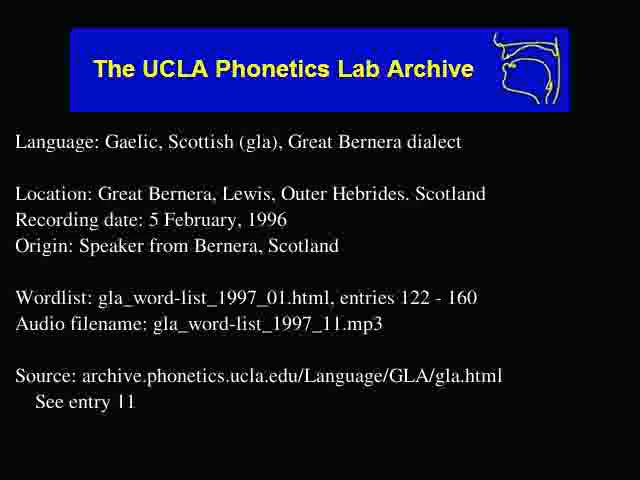 The UCLA Phonetics Lab Archive
Language: Gaelic, Scottish (gla), Great Bernera dialect
Location: Great Bernera, Lewis, Outer Hebrides. Scotland
Recording date: 5 February, 1996
Origin: Speaker from Bernera, Scotland
Wordlist: gla_word-list_1997_01.html, entries 122 - 160
Audio filename: gla_word-list_1997_11.mp3
Source: archive.phonetics.ucla.edu/Language/GLA/gla.html
See entry 11